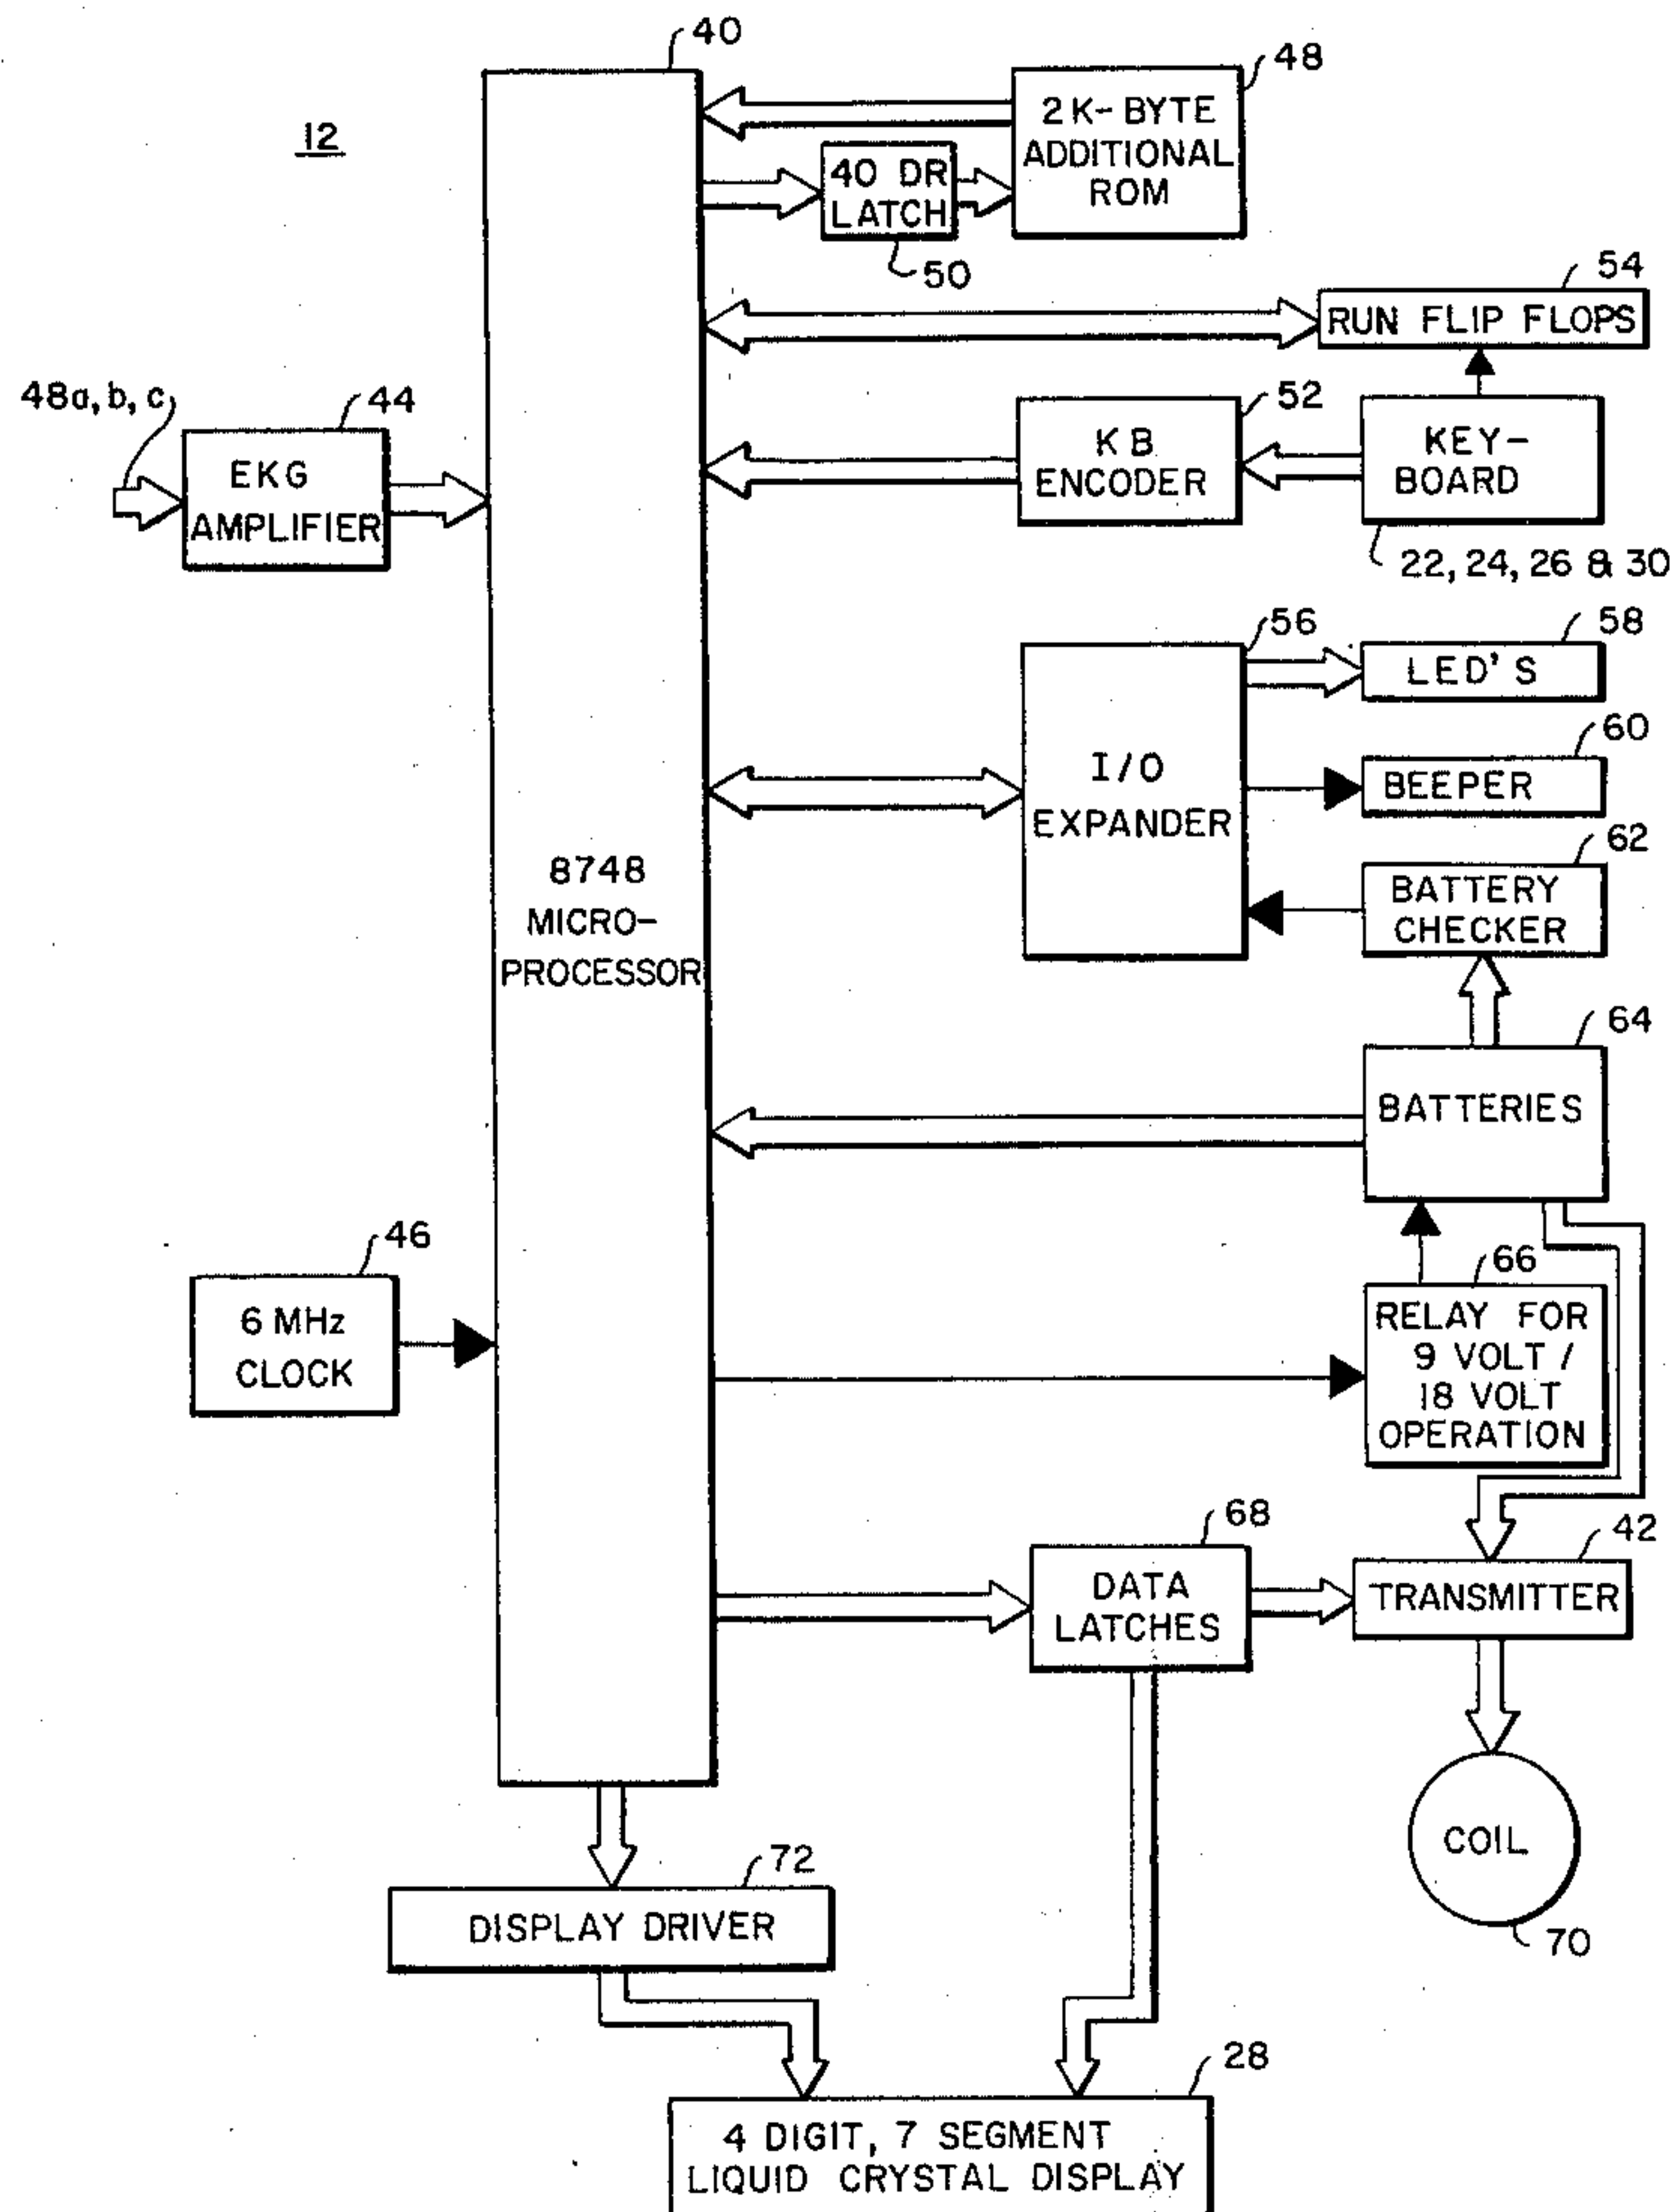 40
12
48
2K-BYTE
ADDITIONAL
ROM
40 DR
LATCH
50
54
RUN FLIP FLOPS
48a, b, c
44
EKG
AMPLIFIER
52
KB
ENCODER
KEY-
BOARD
22, 24, 26 & 30
56
I/O
EXPANDER
58
LED'S
60
BEEPER
62
BATTERY
CHECKER
8748
MICRO-
PROCESSOR
64
BATTERIES
46
6 MHz
CLOCK
66
RELAY FOR
9 VOLT /
18 VOLT
OPERATION
68
DATA
LATCHES
42
TRANSMITTER
COIL
70
72
DISPLAY DRIVER
28
4 DIGIT, 7 SEGMENT
LIQUID CRYSTAL DISPLAY